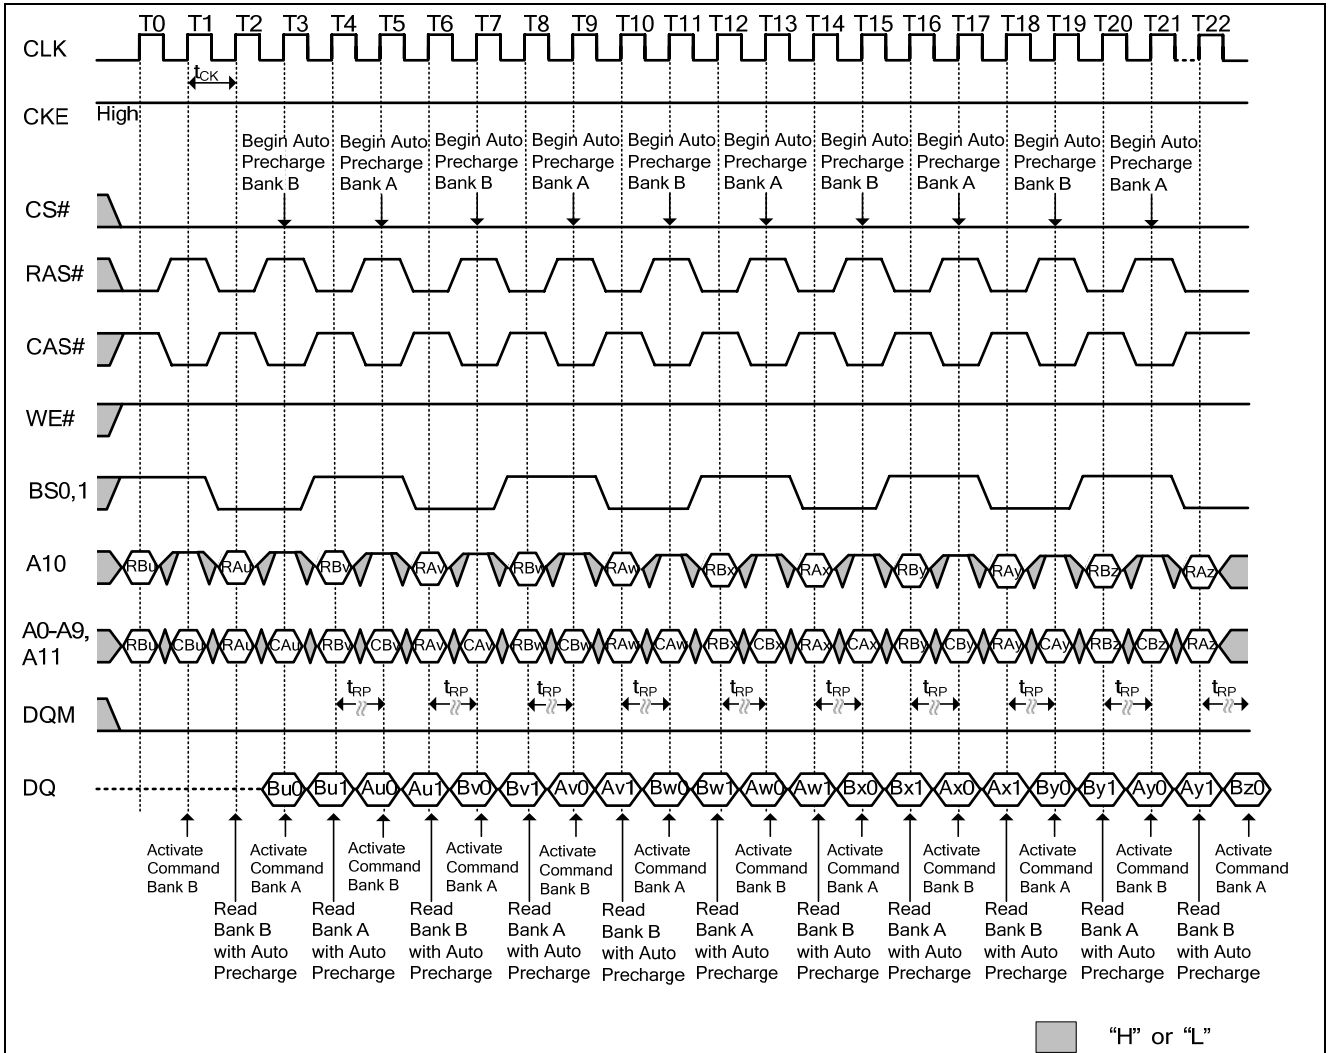 T0 T1 T2 T3 T4 T5 T6 T7 T8 T9 T10 T11 T12 T13 T14 T15 T16 T17 T18 T19 T20 T21 T22
CLK
tCK
CKE
High
Begin Auto Precharge Bank B
Begin Auto Precharge Bank A
Begin Auto Precharge Bank B
Begin Auto Precharge Bank A
Begin Auto Precharge Bank B
Begin Auto Precharge Bank A
Begin Auto Precharge Bank B
Begin Auto Precharge Bank A
Begin Auto Precharge Bank B
Begin Auto Precharge Bank A
CS#
RAS#
CAS#
WE#
BS0,1
A10
RBu RAu RBv RAv RBw RAw RBx RAx RBy RAy RBz RAz
A0-A9,
A11
RBu CBu RAu CAu RBv CBv RAv CAv RBw CBw RAw CAw RBx CBx RAx CAx RBy CBy RAy CAy RBz CBz RAz
tRP tRP tRP tRP tRP tRP tRP tRP tRP tRP
DQM
DQ
Bu0 Bu1 Au0 Au1 Bv0 Bv1 Av0 Av1 Bw0 Bw1 Aw0 Aw1 Bx0 Bx1 Ax0 Ax1 By0 By1 Ay0 Ay1 Bz0
Activate Command Bank B
Activate Command Bank A
Activate Command Bank B
Activate Command Bank A
Activate Command Bank B
Activate Command Bank A
Activate Command Bank B
Activate Command Bank A
Activate Command Bank B
Activate Command Bank A
Activate Command Bank B
Activate Command Bank A
Read Bank B with Auto Precharge
Read Bank A with Auto Precharge
Read Bank B with Auto Precharge
Read Bank A with Auto Precharge
Read Bank B with Auto Precharge
Read Bank A with Auto Precharge
Read Bank B with Auto Precharge
Read Bank A with Auto Precharge
Read Bank B with Auto Precharge
Read Bank A with Auto Precharge
Read Bank B with Auto Precharge
“H” or “L”